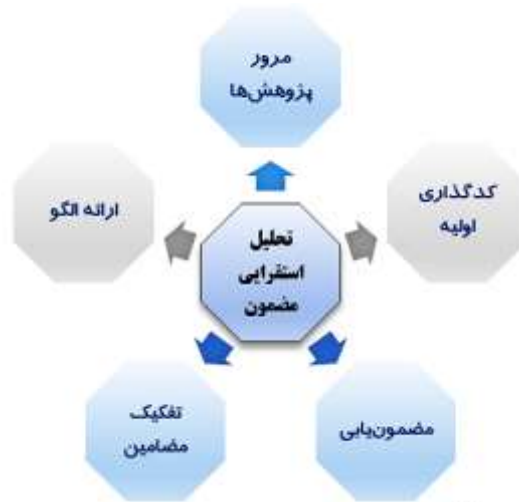 مرور
پژوهش‌ها
کدگذاری
اولیه
ارائه الگو
تحلیل
استقرایی
مضمون
تفکیک
مضامین
مضمون‌یابی